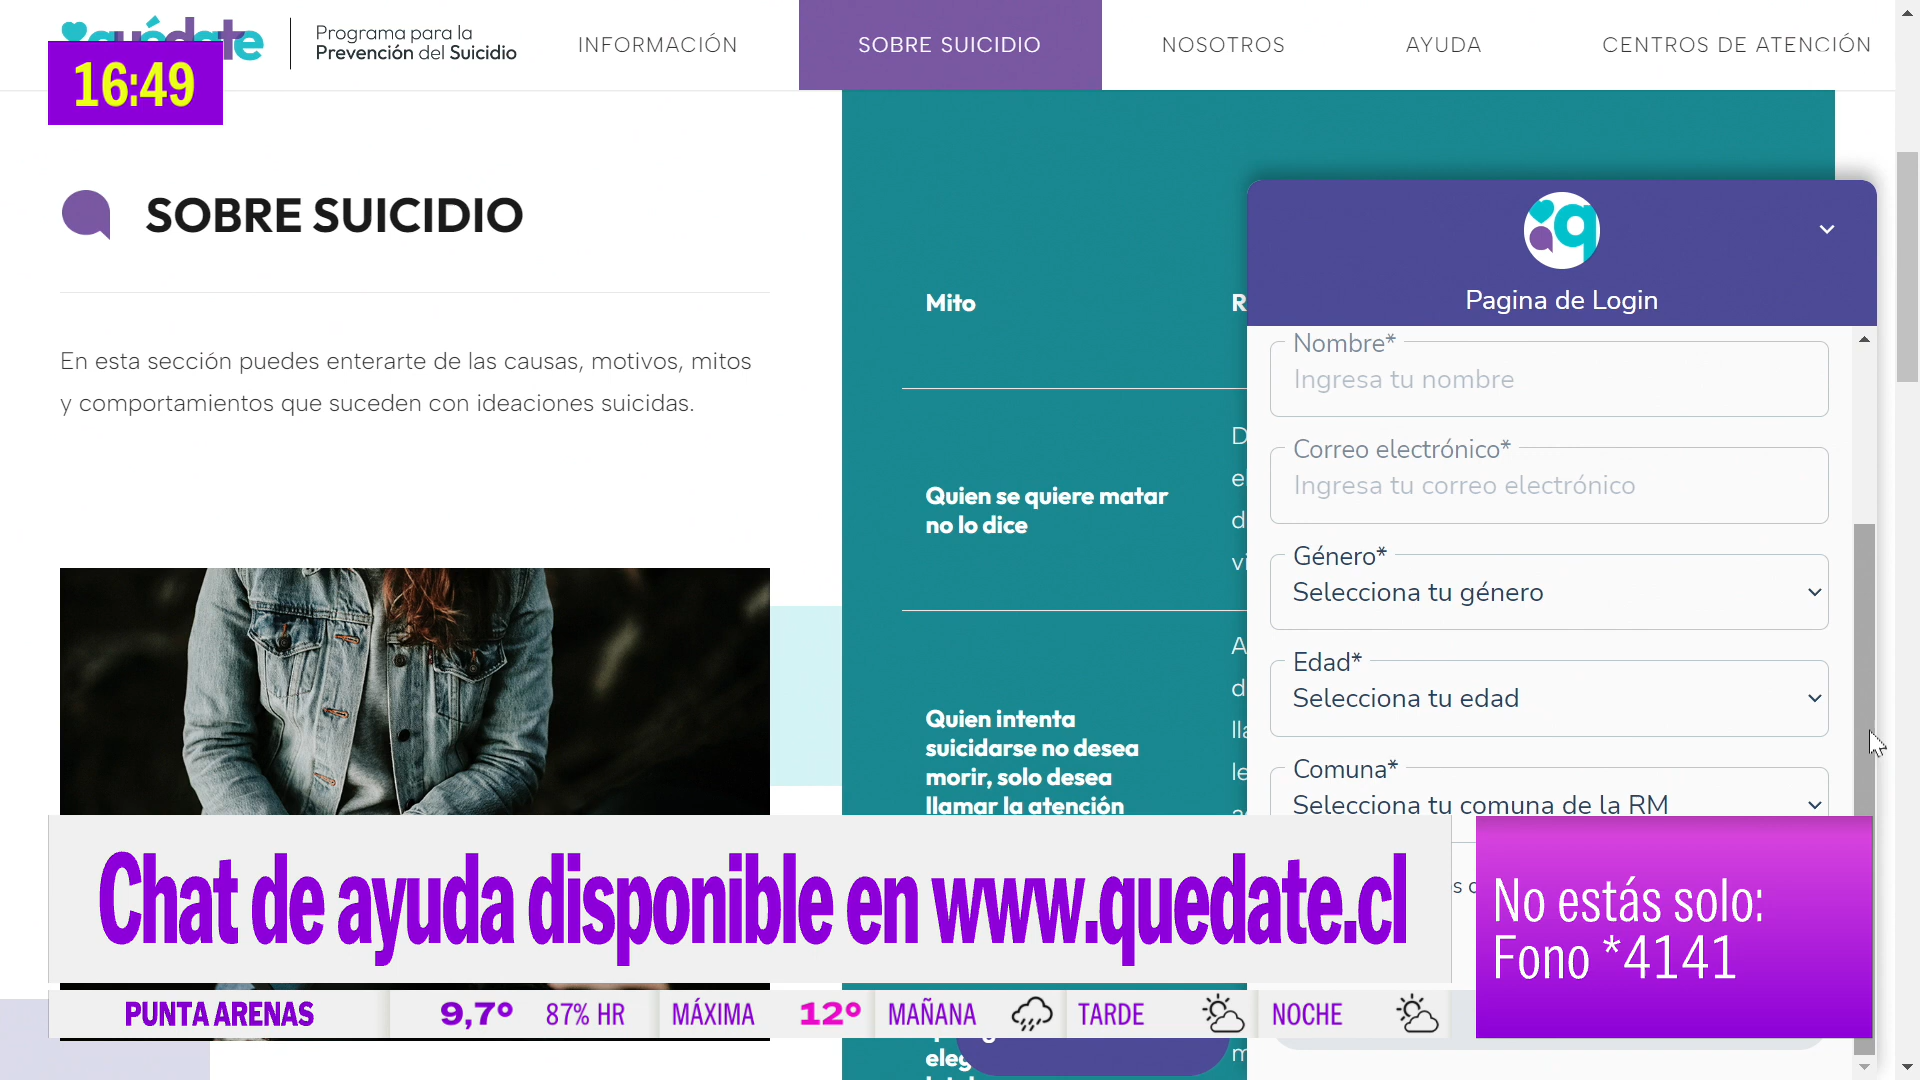 quédate
Programa para la
Prevención del Suicidio
INFORMACIÓN
SOBRE SUICIDIO
NOSOTROS
AYUDA
CENTROS DE ATENCIÓN
16:49
SOBRE SUICIDIO
En esta sección puedes enterarte de las causas, motivos, mitos
y comportamientos que suceden con ideaciones suicidas.
Mito
Quien se quiere matar
no lo dice
Quien intenta
suicidarse no desea
morir, solo desea
llamar la atención
Pagina de Login
Nombre*
Ingresa tu nombre
Correo electrónico*
Ingresa tu correo electrónico
Género*
Selecciona tu género
Edad*
Selecciona tu edad
Comuna*
Selecciona tu comuna de la RM
Chat de ayuda disponible en www.quedate.cl
No estás solo:
Fono *4141
PUNTA ARENAS 9,7° 87% HR MÁXIMA 12° MAÑANA TARDE NOCHE